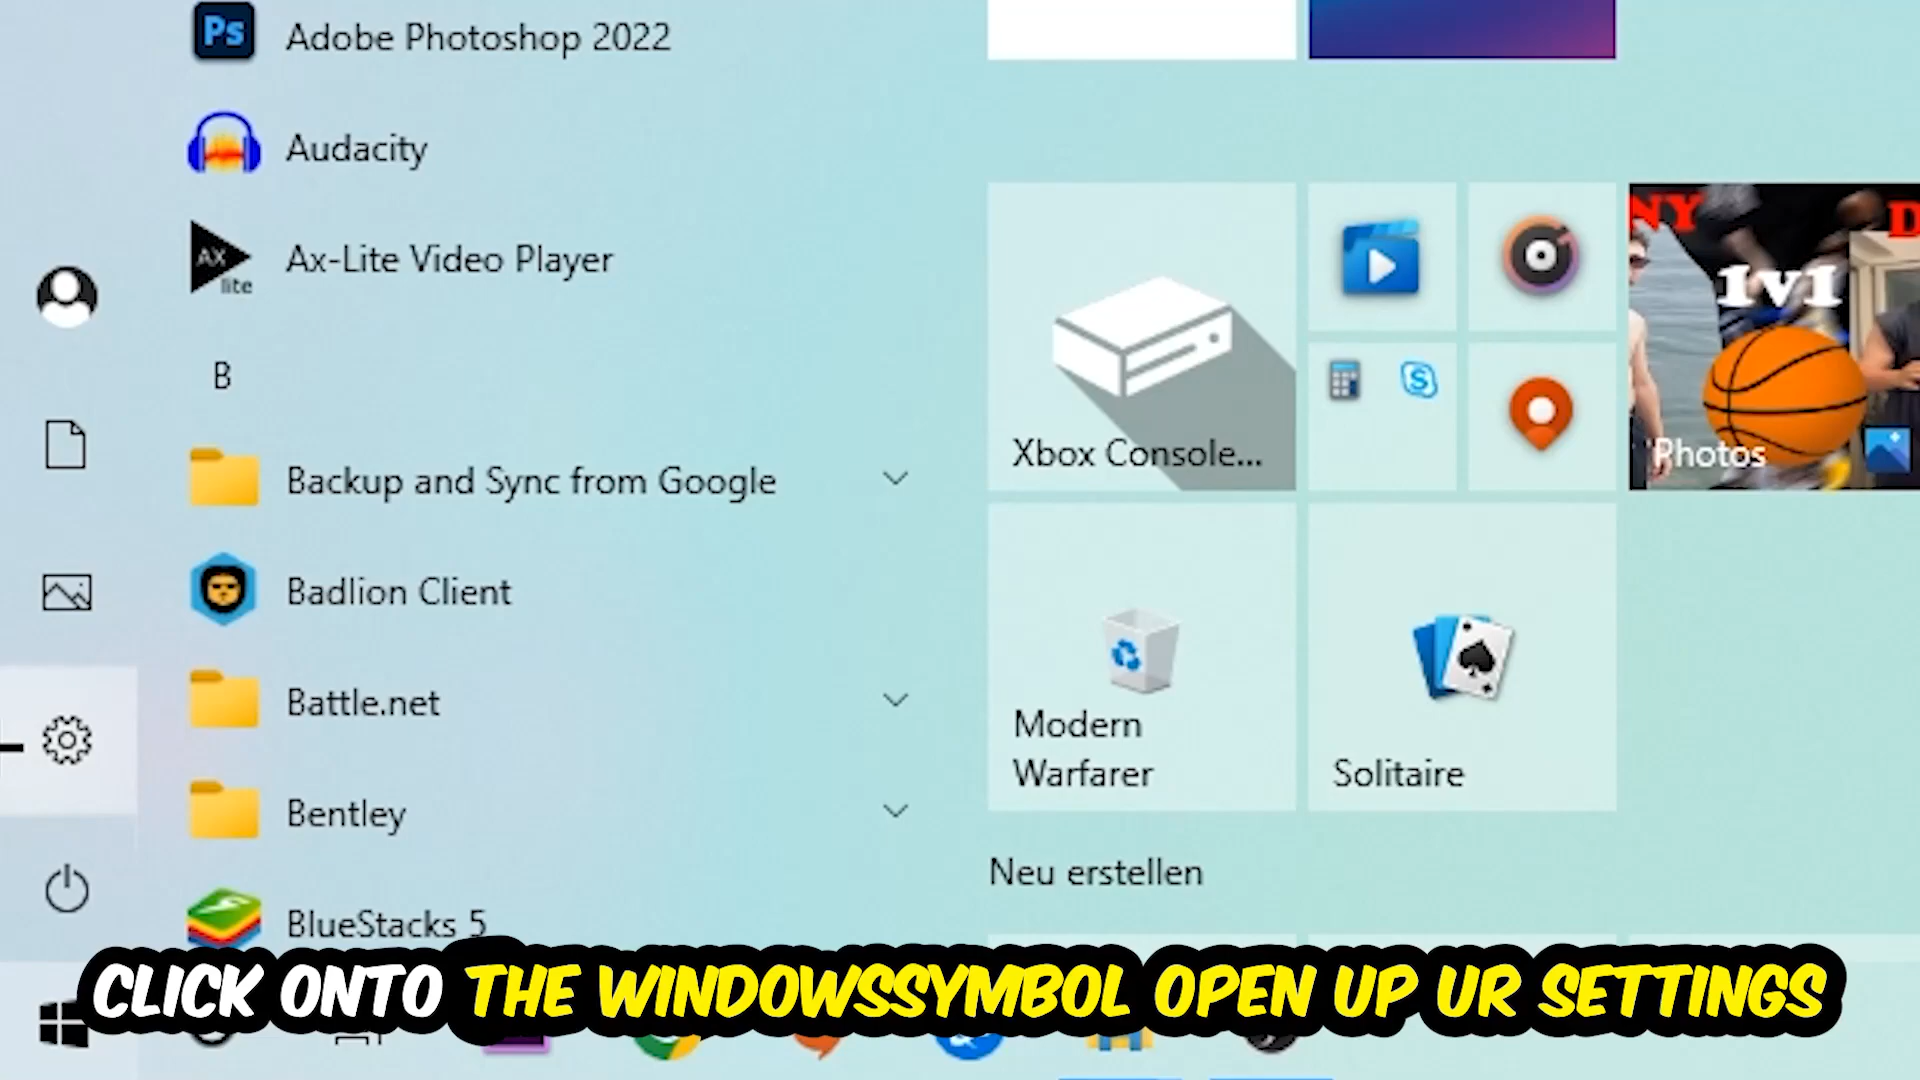 Ps Adobe Photoshop 2022
Audacity
AX lite Ax-Lite Video Player
B
Backup and Sync from Google
Badlion Client
Battle.net
Bentley
BlueStacks 5
NY D
1v1
Xbox Console...
Photos
Modern
Warfarer
Solitaire
Neu erstellen
CLICK ONTO THE WINDOWSSYMBOL OPEN UP UR SETTINGS